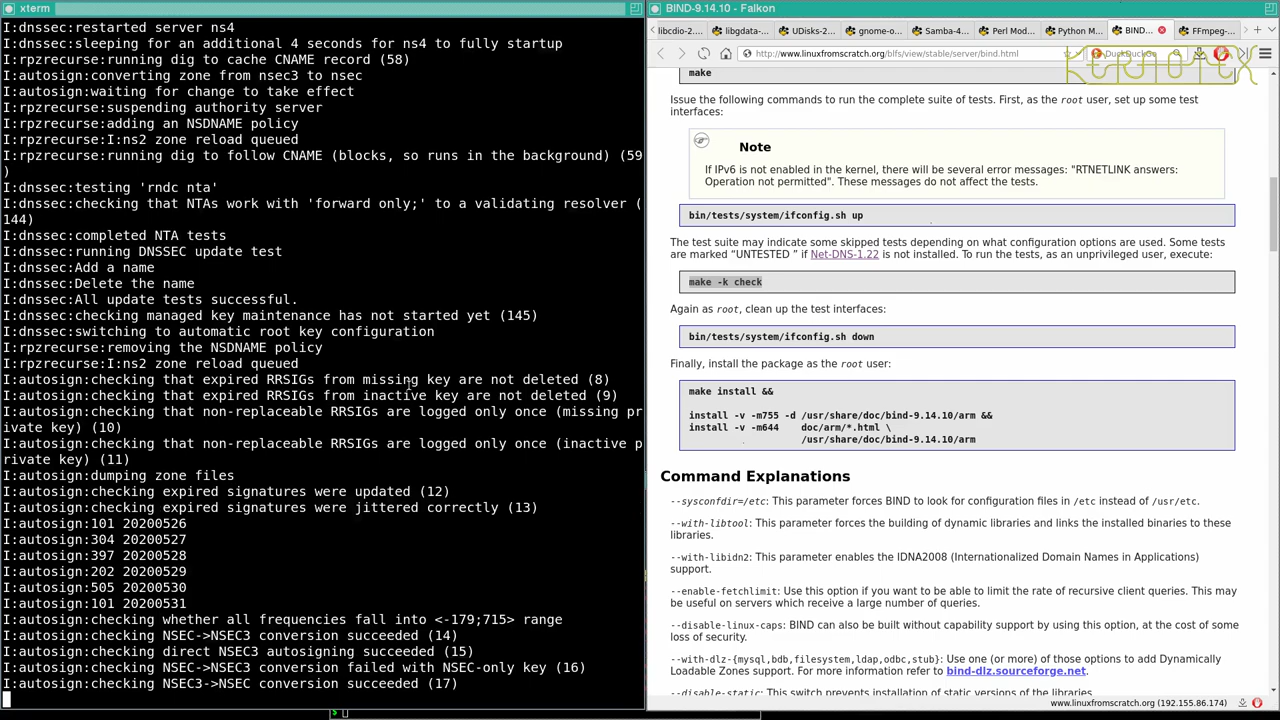 xterm
I:dnssec:restarted server ns4
I:dnssec:sleeping for an additional 4 seconds for ns4 to fully startup
I:rpzrecurse:running dig to cache CNAME record (58)
I:autosign:converting zone from nsec3 to nsec
I:autosign:waiting for change to take effect
I:rpzrecurse:suspending authority server
I:rpzrecurse:adding an NSDNAME policy
I:rpzrecurse:I:ns2 zone reload queued
I:rpzrecurse:running dig to follow CNAME (blocks, so runs in the background) (59
)
I:dnssec:testing 'rndc nta'
I:dnssec:checking that NTAs work with 'forward only;' to a validating resolver (
144)
I:dnssec:completed NTA tests
I:dnssec:running DNSSEC update test
I:dnssec:Add a name
I:dnssec:Delete the name
I:dnssec:All update tests successful.
I:dnssec:checking managed key maintenance has not started yet (145)
I:dnssec:switching to automatic root key configuration
I:rpzrecurse:removing the NSDNAME policy
I:rpzrecurse:I:ns2 zone reload queued
I:autosign:checking that expired RRSIGs from missing key are not deleted (8)
I:autosign:checking that expired RRSIGs from inactive key are not deleted (9)
I:autosign:checking that non-replaceable RRSIGs are logged only once (missing pr
ivate key) (10)
I:autosign:checking that non-replaceable RRSIGs are logged only once (inactive p
rivate key) (11)
I:autosign:dumping zone files
I:autosign:checking expired signatures were updated (12)
I:autosign:checking expired signatures were jittered correctly (13)
I:autosign:101 20200526
I:autosign:304 20200527
I:autosign:397 20200528
I:autosign:202 20200529
I:autosign:505 20200530
I:autosign:101 20200531
I:autosign:checking whether all frequencies fall into <-179;715> range
I:autosign:checking NSEC->NSEC3 conversion succeeded (14)
I:autosign:checking direct NSEC3 autosigning succeeded (15)
I:autosign:checking NSEC->NSEC3 conversion failed with NSEC-only key (16)
I:autosign:checking NSEC3->NSEC conversion succeeded (17)
$
BIND-9.14.10 - Falkon
libcdio-2.... libgdata-... UDisks-2... gnome-o... Samba-4... Perl Mod... Python M... BIND... FFmpeg-...
http://www.linuxfromscratch.org/blfs/view/stable/server/bind.html DuckDuckGo
KERNOTEX
make
Issue the following commands to run the complete suite of tests. First, as the root user, set up some test
interfaces:
Note
If IPv6 is not enabled in the kernel, there will be several error messages: "RTNETLINK answers:
Operation not permitted". These messages do not affect the tests.
bin/tests/system/ifconfig.sh up
The test suite may indicate some skipped tests depending on what configuration options are used. Some tests
are marked “UNTESTED ” if Net-DNS-1.22 is not installed. To run the tests, as an unprivileged user, execute:
make -k check
Again as root, clean up the test interfaces:
bin/tests/system/ifconfig.sh down
Finally, install the package as the root user:
make install &&
install -v -m755 -d /usr/share/doc/bind-9.14.10/arm &&
install -v -m644    doc/arm/*.html \
/usr/share/doc/bind-9.14.10/arm
Command Explanations
--sysconfdir=/etc: This parameter forces BIND to look for configuration files in /etc instead of /usr/etc.
--with-libtool: This parameter forces the building of dynamic libraries and links the installed binaries to these
libraries.
--with-libidn2: This parameter enables the IDNA2008 (Internationalized Domain Names in Applications)
support.
--enable-fetchlimit: Use this option if you want to be able to limit the rate of recursive client queries. This may
be useful on servers which receive a large number of queries.
--disable-linux-caps: BIND can also be built without capability support by using this option, at the cost of some
loss of security.
--with-dlz-{mysql,bdb,filesystem,ldap,odbc,stub}: Use one (or more) of those options to add Dynamically
Loadable Zones support. For more information refer to bind-dlz.sourceforge.net.
--disable-static: This switch prevents installation of static versions of the libraries.
www.linuxfromscratch.org (192.155.86.174)